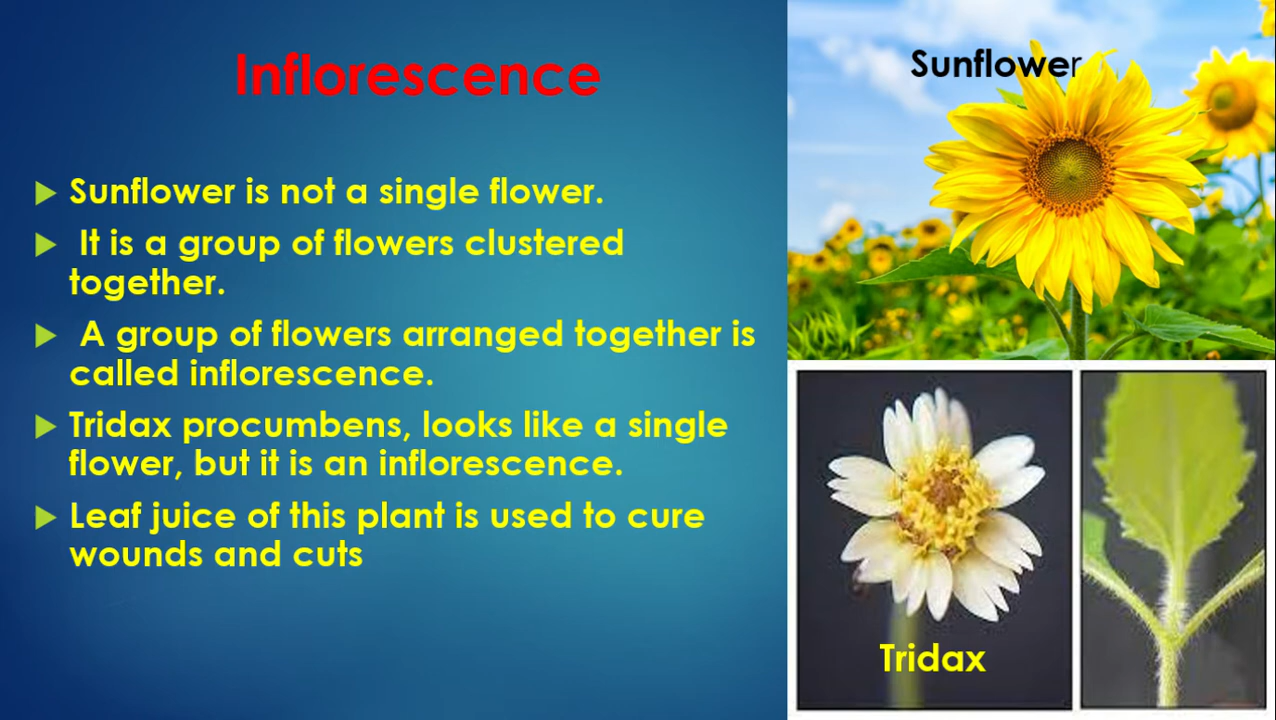 Inflorescence
Sunflower is not a single flower.
It is a group of flowers clustered
together.
A group of flowers arranged together is
called inflorescence.
Tridax procumbens, looks like a single
flower, but it is an inflorescence.
Leaf juice of this plant is used to cure
wounds and cuts
Sunflower
Tridax